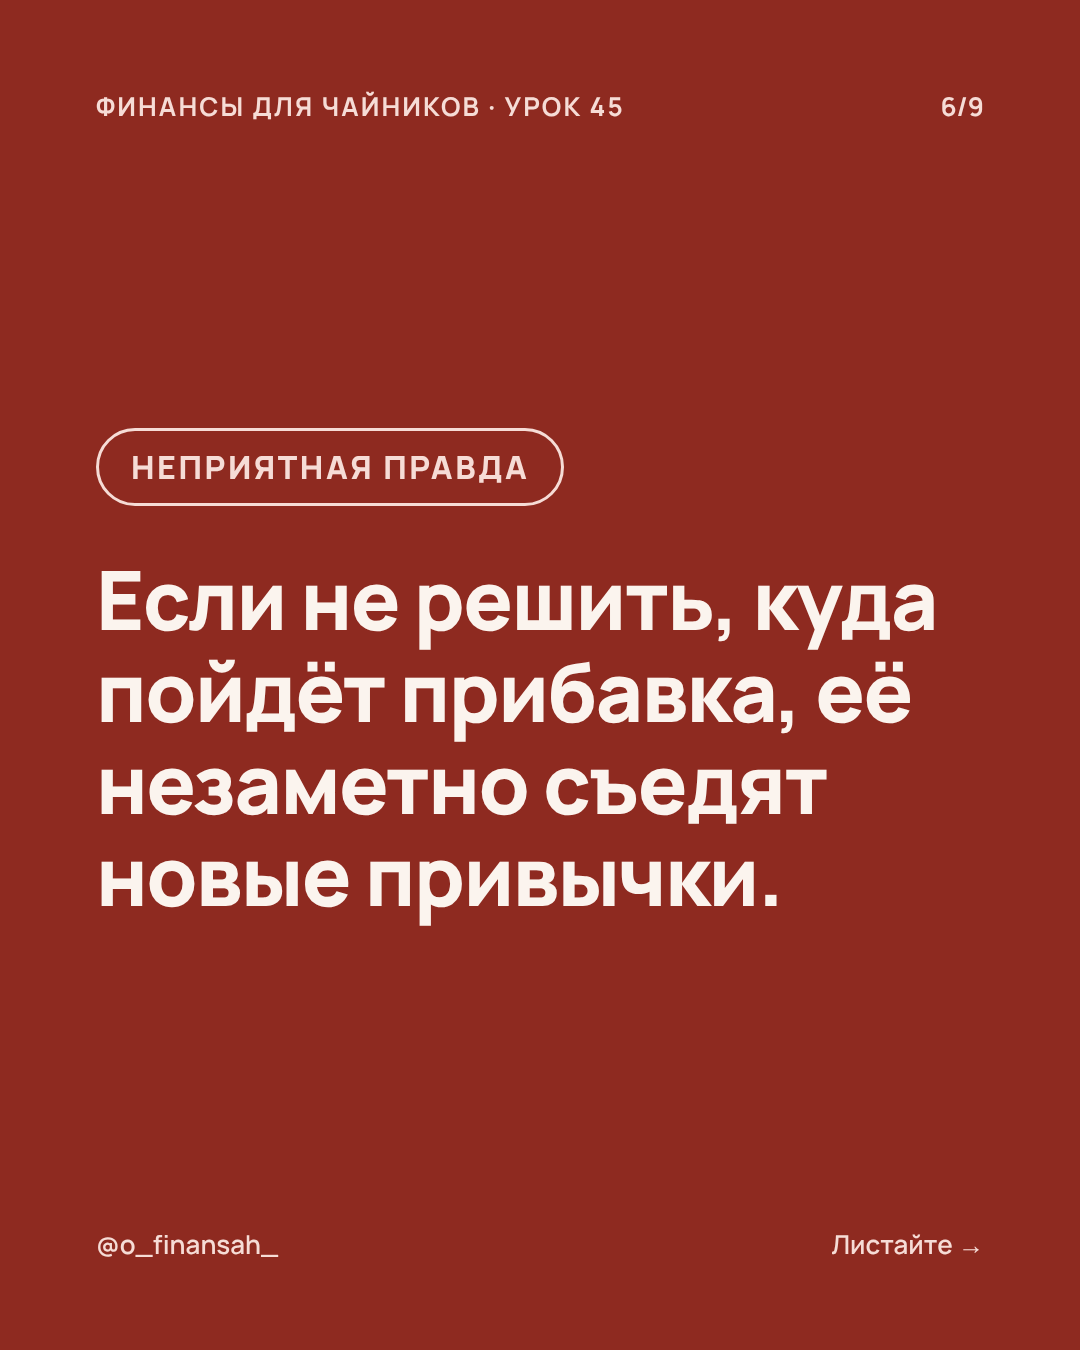 ФИНАНСЫ ДЛЯ ЧАЙНИКОВ · УРОК 45
6/9
НЕПРИЯТНАЯ ПРАВДА
Если не решить, куда
пойдёт прибавка, её
незаметно съедят
новые привычки.
@o_finansah_
Листайте →